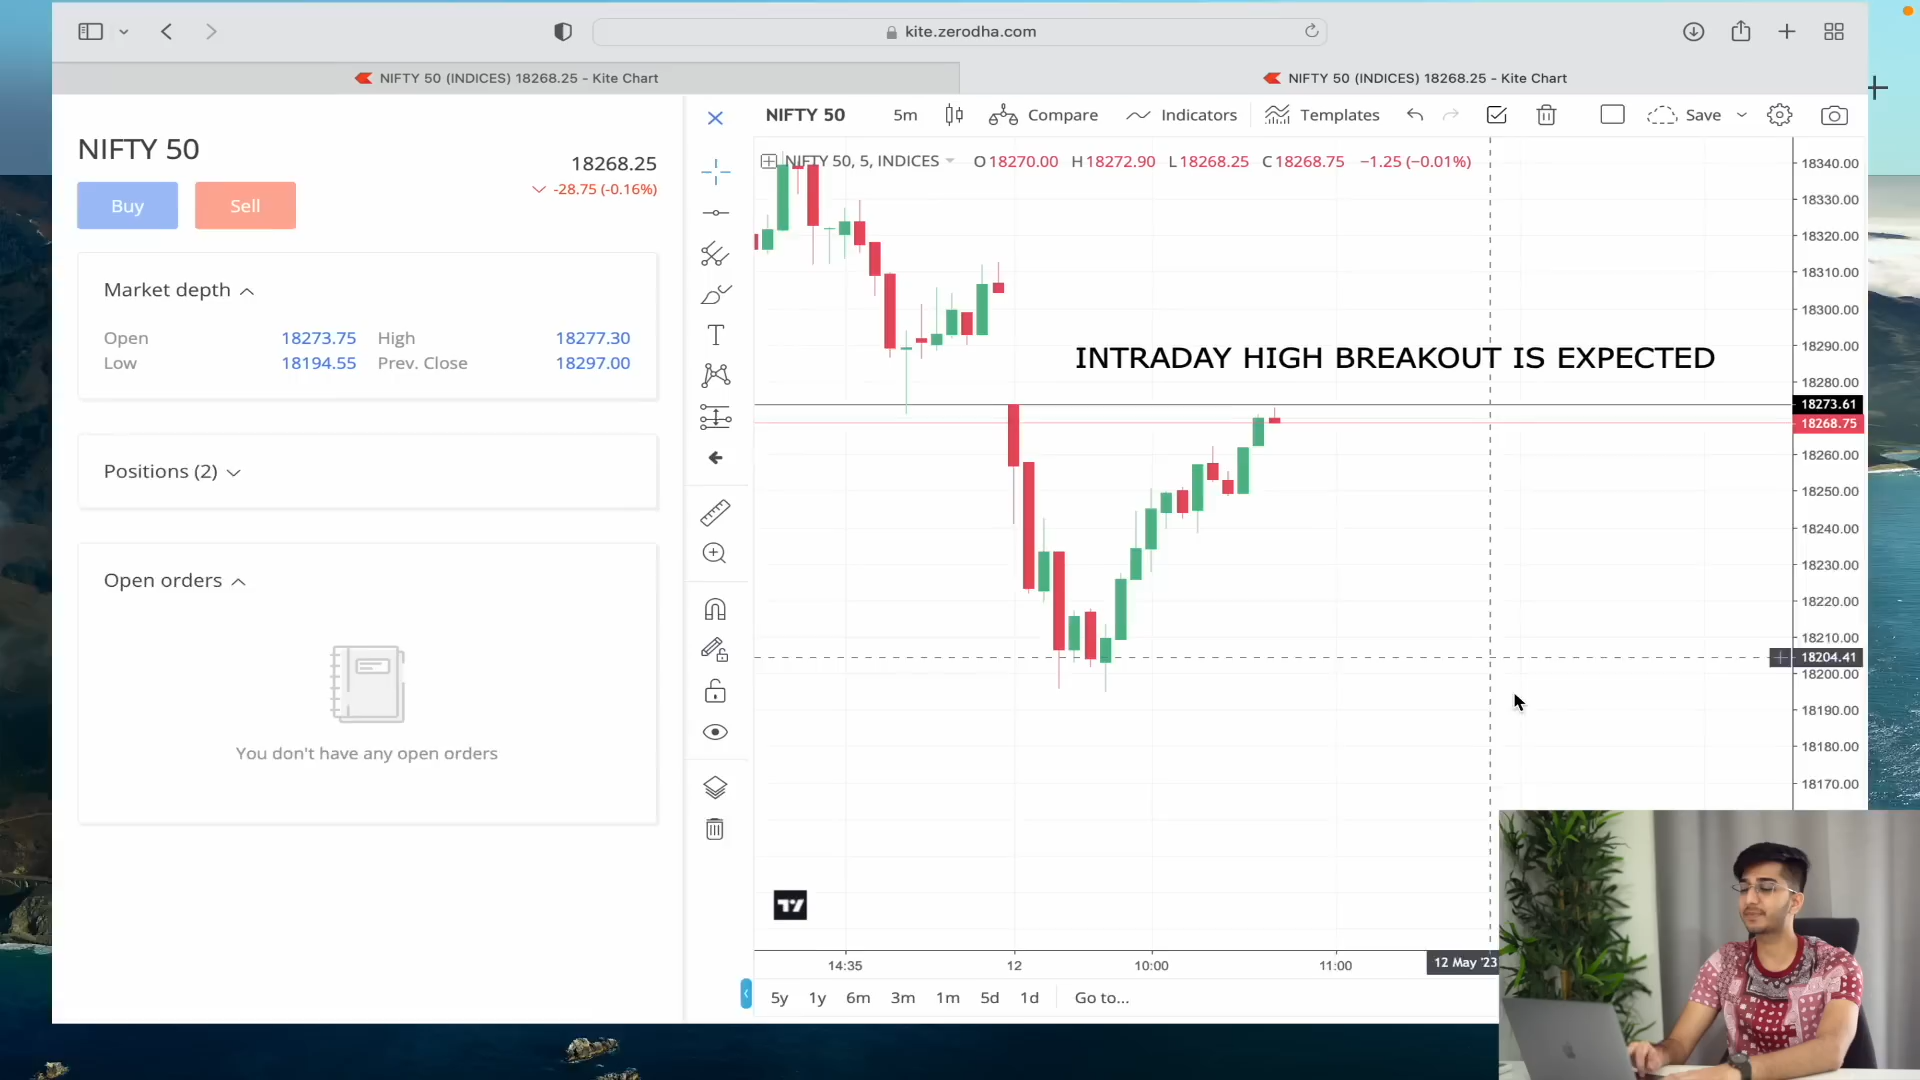 kite.zerodha.com
NIFTY 50 (INDICES) 18268.25 - Kite Chart
NIFTY 50 (INDICES) 18268.25 - Kite Chart
NIFTY 50
18268.25
-28.75 (-0.16%)
Buy
Sell
Market depth
Open 18273.75 High 18277.30
Low 18194.55 Prev. Close 18297.00
Positions (2)
Open orders
You don't have any open orders
NIFTY 50 5m Compare Indicators Templates Save
NIFTY 50, 5, INDICES O18270.00 H18272.90 L18268.25 C18268.75 −1.25 (−0.01%)
INTRADAY HIGH BREAKOUT IS EXPECTED
18340.00
18330.00
18320.00
18310.00
18300.00
18290.00
18280.00
18273.61
18268.75
18260.00
18250.00
18240.00
18230.00
18220.00
18210.00
18204.41
18200.00
18190.00
18180.00
18170.00
14:35 12 10:00 11:00 12 May '23
5y 1y 6m 3m 1m 5d 1d Go to...